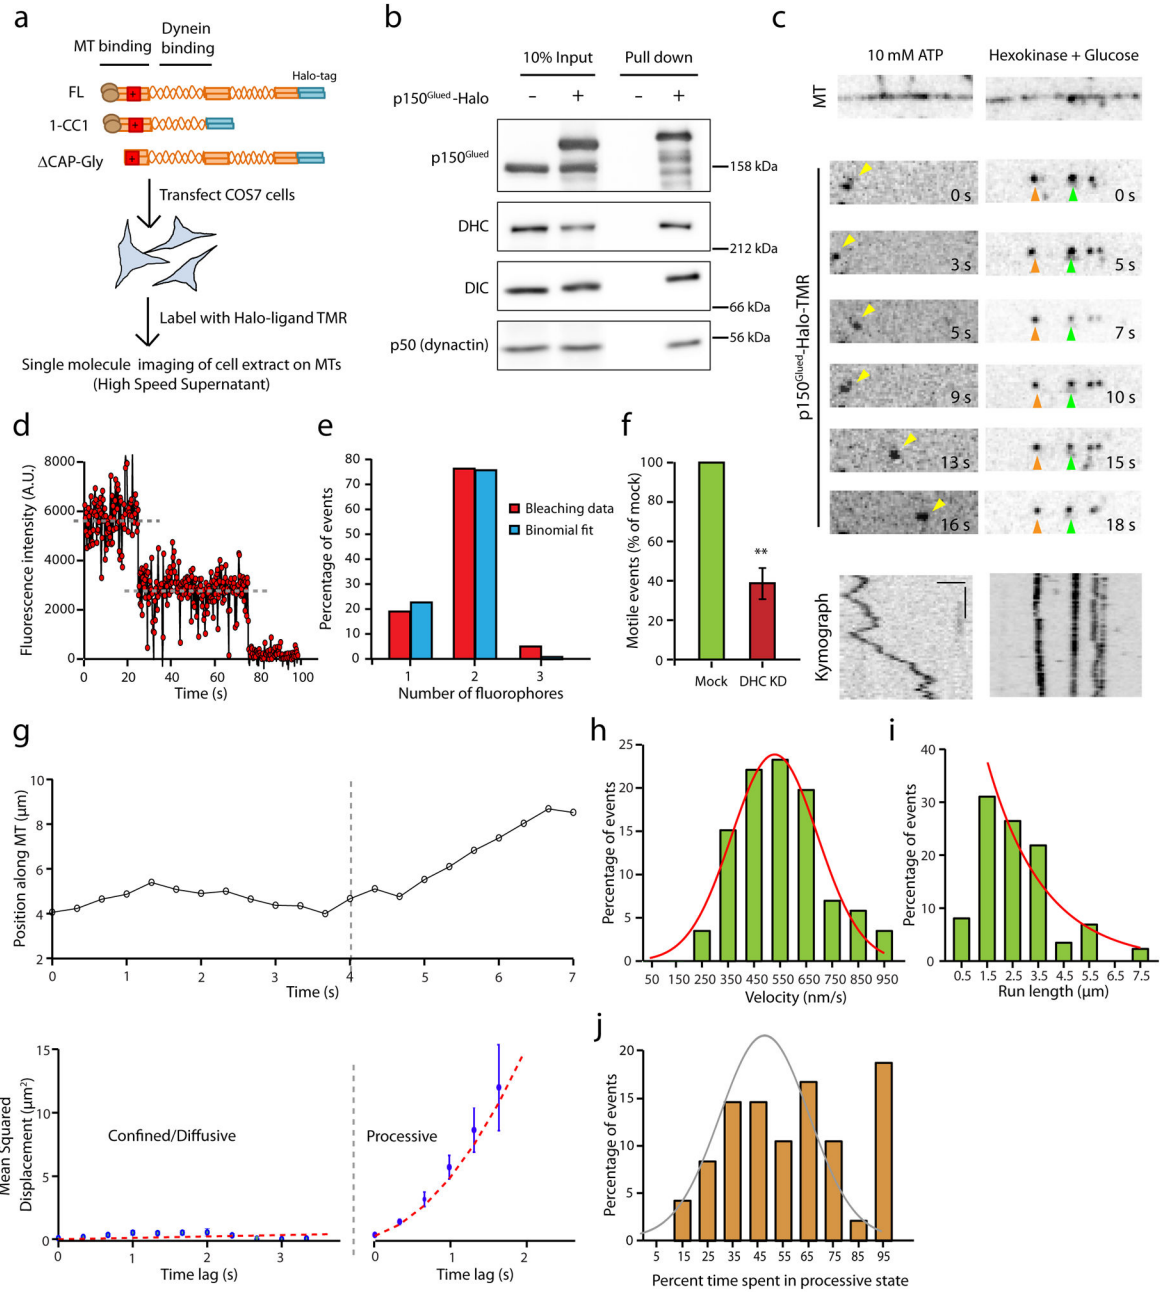 a
MT binding
Dynein
binding
Halo-tag
FL
+
1-CC1
+
ΔCAP-Gly
+
Transfect COS7 cells
Label with Halo-ligand TMR
Single molecule imaging of cell extract on MTs
(High Speed Supernatant)
b
10% Input
Pull down
p150Glued-Halo
– + – +
p150Glued
158 kDa
DHC
212 kDa
DIC
66 kDa
p50 (dynactin)
56 kDa
c
10 mM ATP
Hexokinase + Glucose
MT
p150Glued-Halo-TMR
0 s
0 s
3 s
5 s
5 s
7 s
9 s
10 s
13 s
15 s
16 s
18 s
Kymograph
d
Fluorescence intensity (A.U.)
8000
6000
4000
2000
0
0 20 40 60 80 100
Time (s)
e
Percentage of events
80
70
60
50
40
30
20
10
0
Bleaching data
Binomial fit
1 2 3
Number of fluorophores
f
Motile events (% of mock)
100
80
60
40
20
0
**
Mock DHC KD
g
Position along MT (µm)
10
8
6
4
2
0 1 2 3 4 5 6 7
Time (s)
Mean Squared
Displacement (µm²)
15
10
5
0
Confined/Diffusive
Processive
0 1 2 3
Time lag (s)
0 1 2
Time lag (s)
h
Percentage of events
25
20
15
10
5
0
50 150 250 350 450 550 650 750 850 950
Velocity (nm/s)
i
Percentage of events
40
30
20
10
0
0.5 1.5 2.5 3.5 4.5 5.5 7.5
Run length (µm)
j
Percentage of events
20
15
10
5
0
5 15 25 35 45 55 65 75 85 95
Percent time spent in processive state